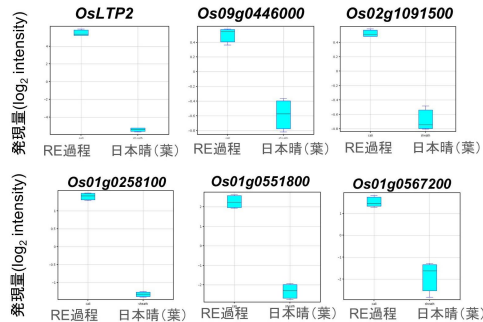 OsLTP2
Os09g0446000
Os02g1091500
発現量(log2 intensity)
RE過程
日本晴(葉)
RE過程
日本晴(葉)
RE過程
日本晴(葉)
Os01g0258100
Os01g0551800
Os01g0567200
発現量(log2 intensity)
RE過程
日本晴(葉)
RE過程
日本晴(葉)
RE過程
日本晴(葉)